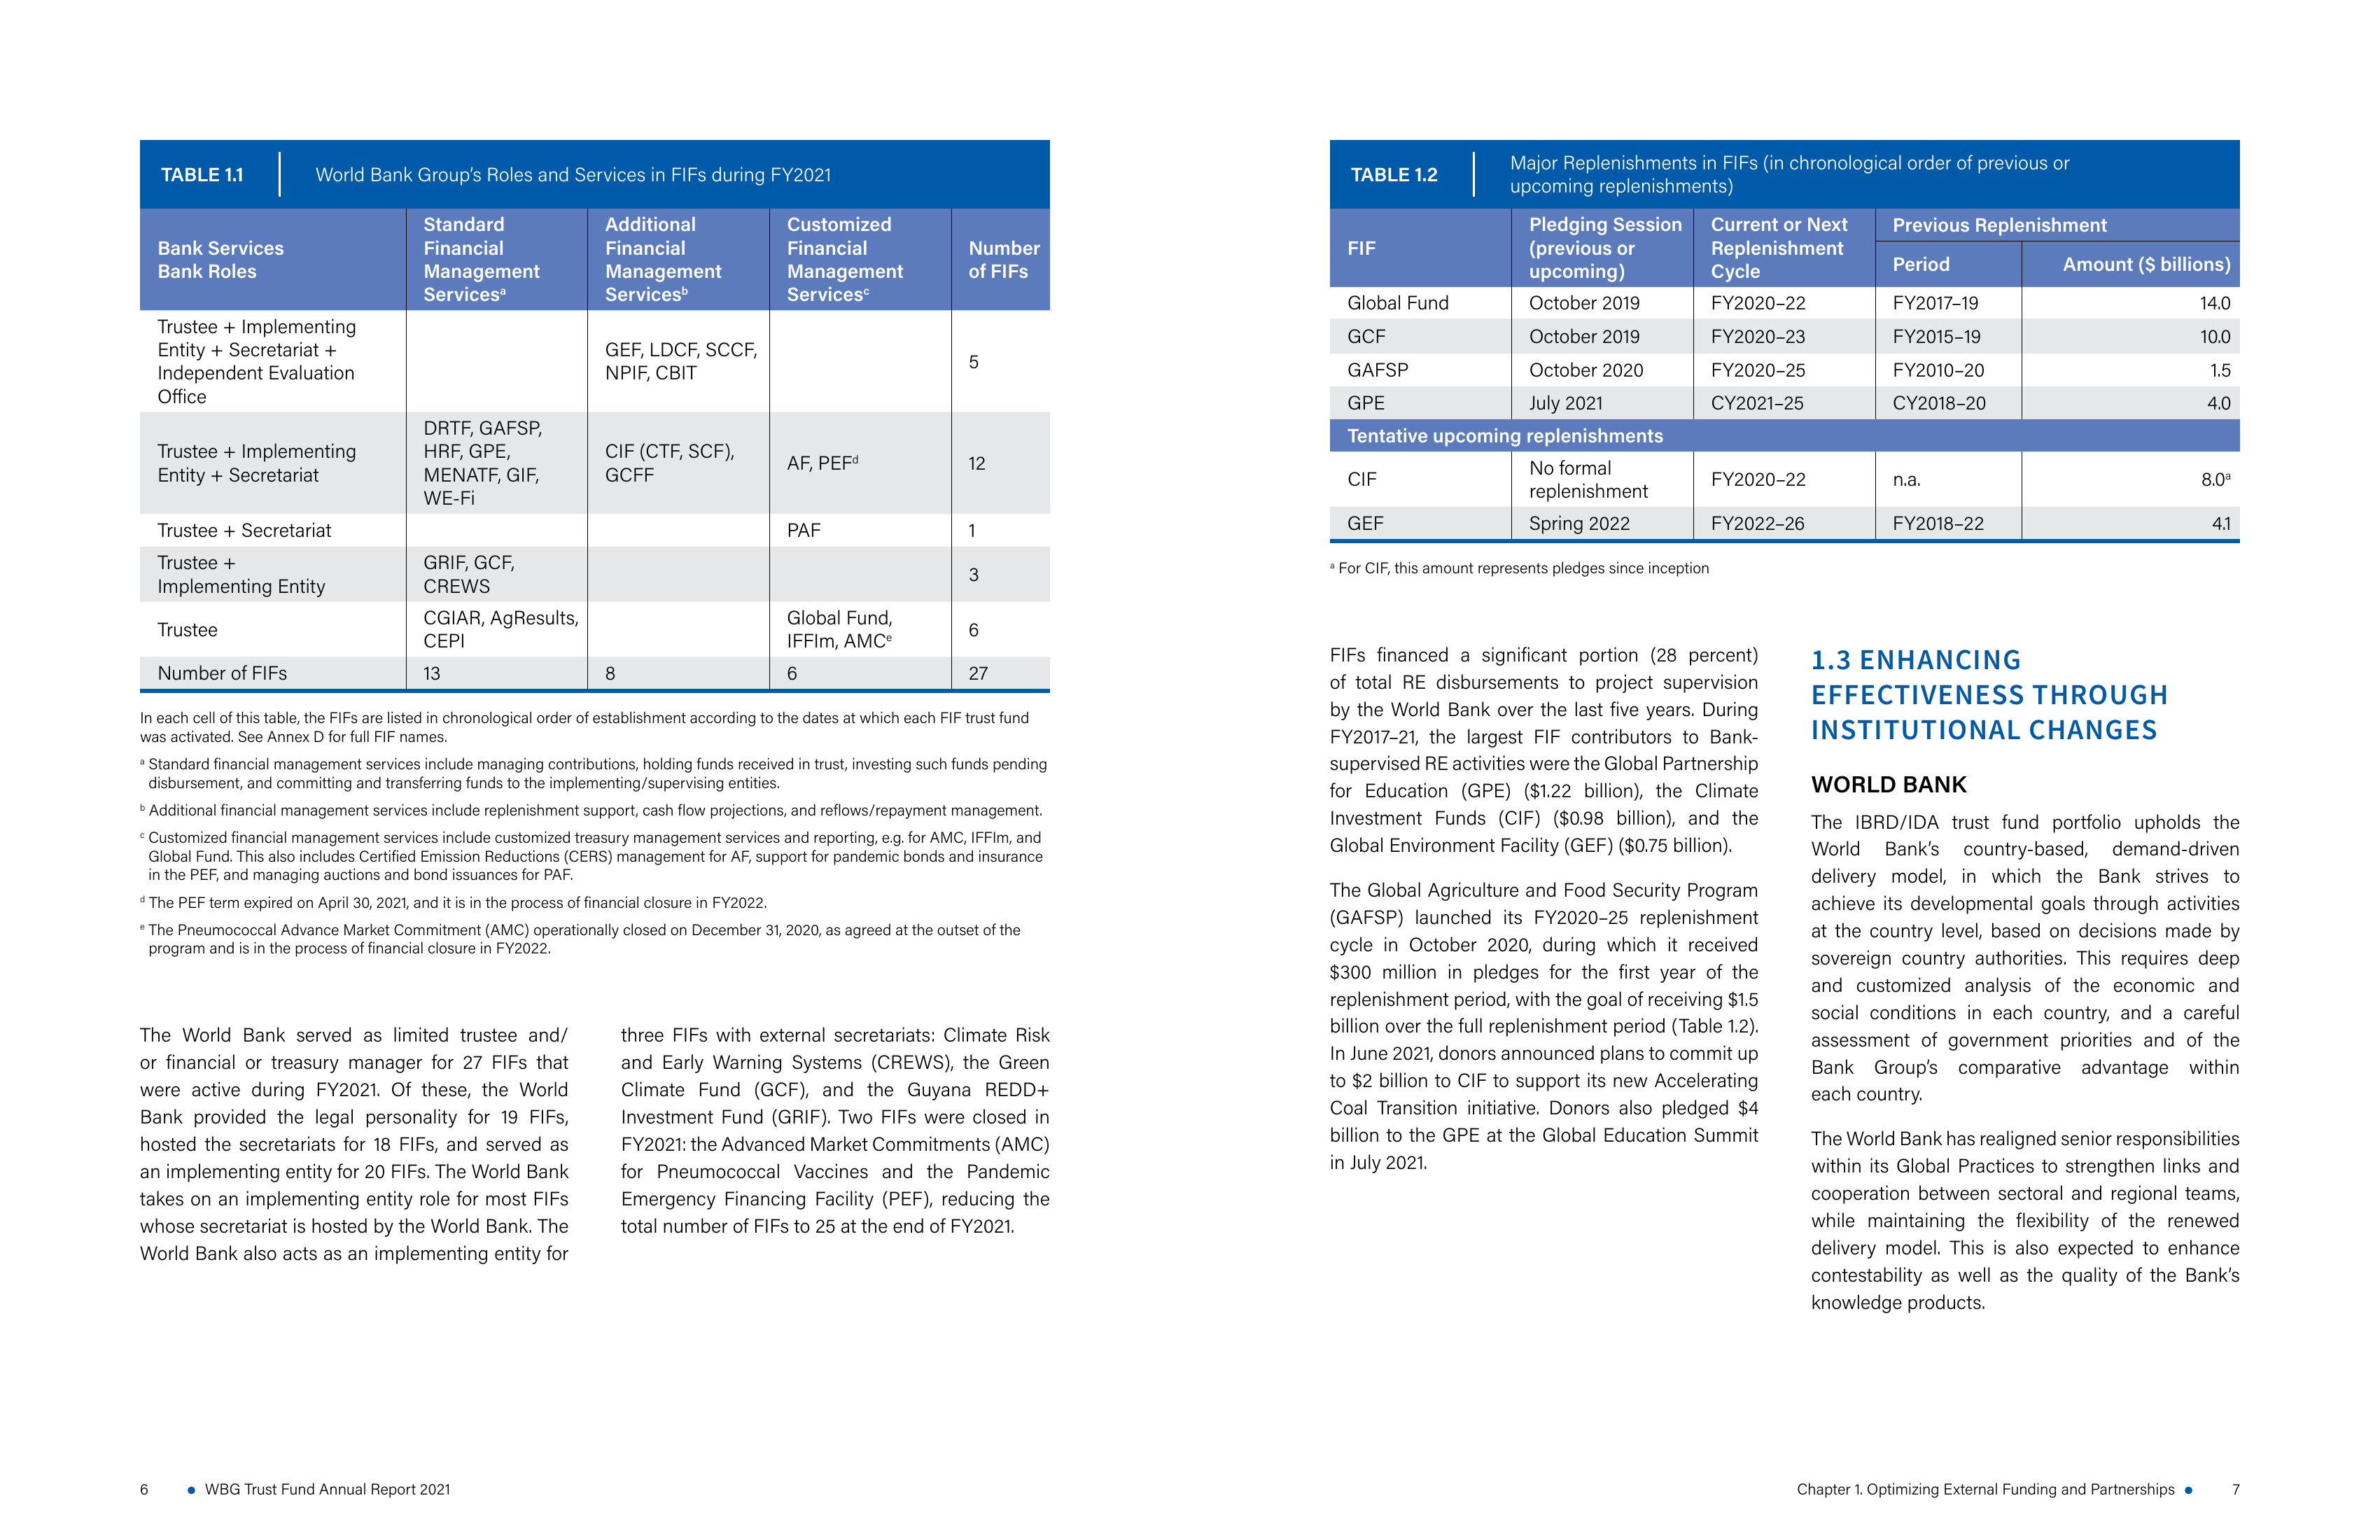 TABLE 1.1 World Bank Group's Roles and Services in FIFs during FY2021
Bank Services
Bank Roles
Standard
Financial
Management
Servicesᵃ
Additional
Financial
Management
Servicesᵇ
Customized
Financial
Management
Servicesᶜ
Number
of FIFs
Trustee + Implementing
Entity + Secretariat +
Independent Evaluation
Office
GEF, LDCF, SCCF,
NPIF, CBIT
5
Trustee + Implementing
Entity + Secretariat
DRTF, GAFSP,
HRF, GPE,
MENATF, GIF,
WE-Fi
CIF (CTF, SCF),
GCFF
AF, PEFᵈ
12
Trustee + Secretariat
PAF
1
Trustee +
Implementing Entity
GRIF, GCF,
CREWS
3
Trustee
CGIAR, AgResults,
CEPI
Global Fund,
IFFIm, AMCᵉ
6
Number of FIFs 13 8 6 27
In each cell of this table, the FIFs are listed in chronological order of establishment according to the dates at which each FIF trust fund
was activated. See Annex D for full FIF names.
ᵃ Standard financial management services include managing contributions, holding funds received in trust, investing such funds pending
disbursement, and committing and transferring funds to the implementing/supervising entities.
ᵇ Additional financial management services include replenishment support, cash flow projections, and reflows/repayment management.
ᶜ Customized financial management services include customized treasury management services and reporting, e.g. for AMC, IFFIm, and
Global Fund. This also includes Certified Emission Reductions (CERS) management for AF, support for pandemic bonds and insurance
in the PEF, and managing auctions and bond issuances for PAF.
ᵈ The PEF term expired on April 30, 2021, and it is in the process of financial closure in FY2022.
ᵉ The Pneumococcal Advance Market Commitment (AMC) operationally closed on December 31, 2020, as agreed at the outset of the
program and is in the process of financial closure in FY2022.
The World Bank served as limited trustee and/
or financial or treasury manager for 27 FIFs that
were active during FY2021. Of these, the World
Bank provided the legal personality for 19 FIFs,
hosted the secretariats for 18 FIFs, and served as
an implementing entity for 20 FIFs. The World Bank
takes on an implementing entity role for most FIFs
whose secretariat is hosted by the World Bank. The
World Bank also acts as an implementing entity for
three FIFs with external secretariats: Climate Risk
and Early Warning Systems (CREWS), the Green
Climate Fund (GCF), and the Guyana REDD+
Investment Fund (GRIF). Two FIFs were closed in
FY2021: the Advanced Market Commitments (AMC)
for Pneumococcal Vaccines and the Pandemic
Emergency Financing Facility (PEF), reducing the
total number of FIFs to 25 at the end of FY2021.
6 • WBG Trust Fund Annual Report 2021
TABLE 1.2 Major Replenishments in FIFs (in chronological order of previous or
upcoming replenishments)
FIF
Pledging Session
(previous or
upcoming)
Current or Next
Replenishment
Cycle
Previous Replenishment
Period Amount ($ billions)
Global Fund October 2019 FY2020–22 FY2017–19 14.0
GCF October 2019 FY2020–23 FY2015–19 10.0
GAFSP October 2020 FY2020–25 FY2010–20 1.5
GPE July 2021 CY2021–25 CY2018–20 4.0
Tentative upcoming replenishments
CIF
No formal
replenishment
FY2020–22 n.a. 8.0ᵃ
GEF Spring 2022 FY2022–26 FY2018–22 4.1
ᵃ For CIF, this amount represents pledges since inception
FIFs financed a significant portion (28 percent)
of total RE disbursements to project supervision
by the World Bank over the last five years. During
FY2017–21, the largest FIF contributors to Bank-
supervised RE activities were the Global Partnership
for Education (GPE) ($1.22 billion), the Climate
Investment Funds (CIF) ($0.98 billion), and the
Global Environment Facility (GEF) ($0.75 billion).
The Global Agriculture and Food Security Program
(GAFSP) launched its FY2020–25 replenishment
cycle in October 2020, during which it received
$300 million in pledges for the first year of the
replenishment period, with the goal of receiving $1.5
billion over the full replenishment period (Table 1.2).
In June 2021, donors announced plans to commit up
to $2 billion to CIF to support its new Accelerating
Coal Transition initiative. Donors also pledged $4
billion to the GPE at the Global Education Summit
in July 2021.
1.3 ENHANCING
EFFECTIVENESS THROUGH
INSTITUTIONAL CHANGES
WORLD BANK
The IBRD/IDA trust fund portfolio upholds the
World Bank's country-based, demand-driven
delivery model, in which the Bank strives to
achieve its developmental goals through activities
at the country level, based on decisions made by
sovereign country authorities. This requires deep
and customized analysis of the economic and
social conditions in each country, and a careful
assessment of government priorities and of the
Bank Group's comparative advantage within
each country.
The World Bank has realigned senior responsibilities
within its Global Practices to strengthen links and
cooperation between sectoral and regional teams,
while maintaining the flexibility of the renewed
delivery model. This is also expected to enhance
contestability as well as the quality of the Bank's
knowledge products.
Chapter 1. Optimizing External Funding and Partnerships • 7